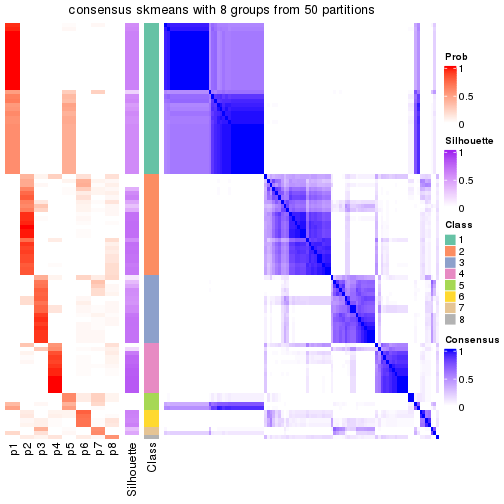 consensus skmeans with 8 groups from 50 partitions
Prob
1
0.5
0
Silhouette
1
0.5
0
Class
1
2
3
4
5
6
7
8
Consensus
1
0.5
0
p1
p2
p3
p4
p5
p6
p7
p8
Silhouette
Class